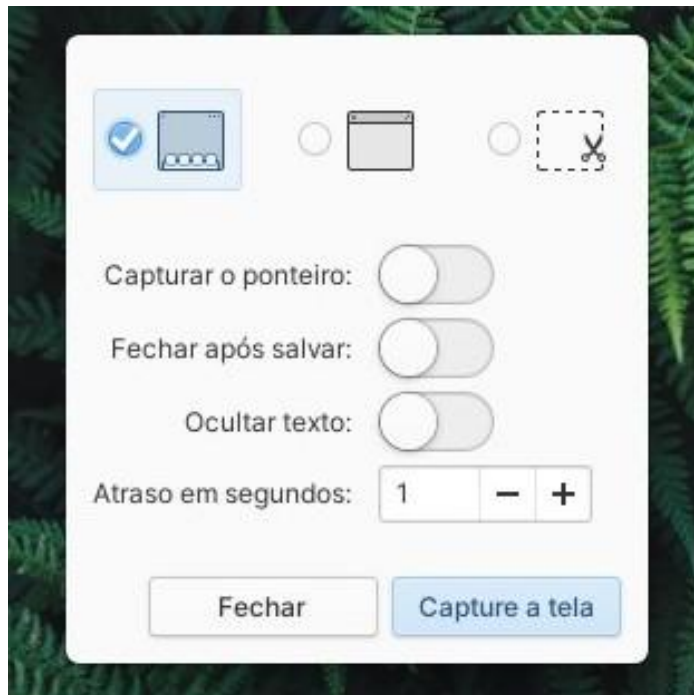 Capturar o ponteiro:
Fechar após salvar:
Ocultar texto:
Atraso em segundos: 1 − +
Fechar Capture a tela